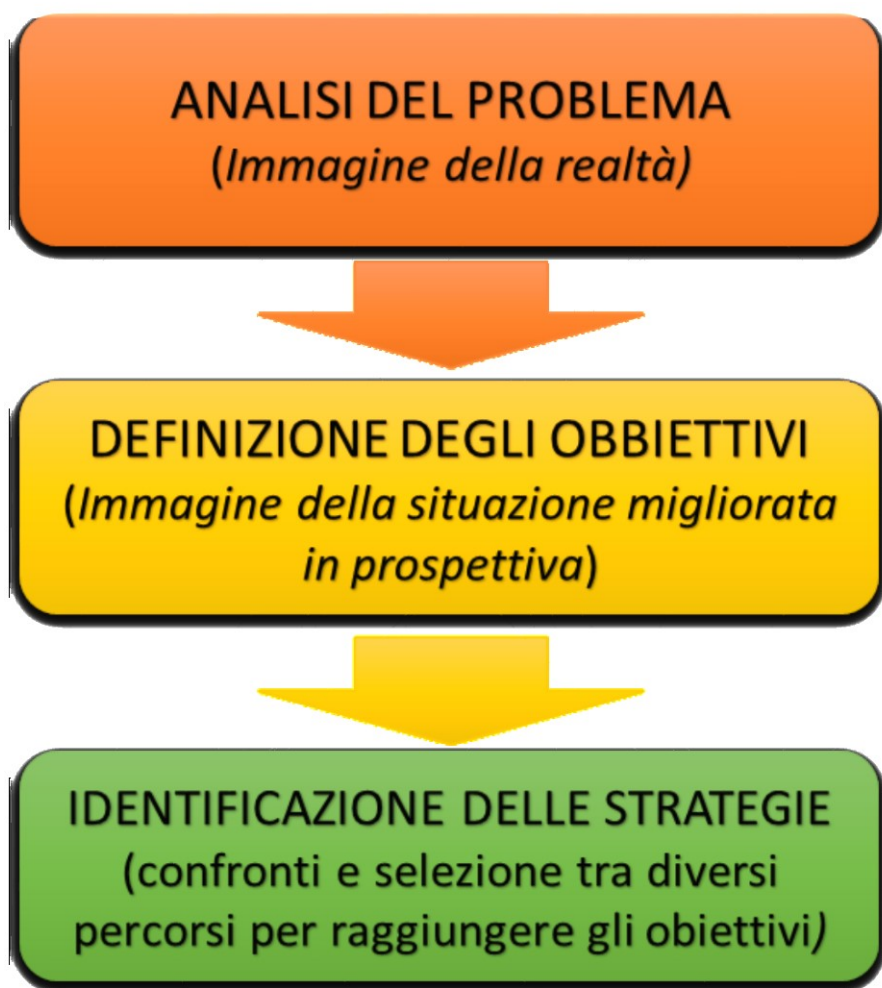 ANALISI DEL PROBLEMA
(Immagine della realtà)
DEFINIZIONE DEGLI OBBIETTIVI
(Immagine della situazione migliorata
in prospettiva)
IDENTIFICAZIONE DELLE STRATEGIE
(confronti e selezione tra diversi
percorsi per raggiungere gli obiettivi)